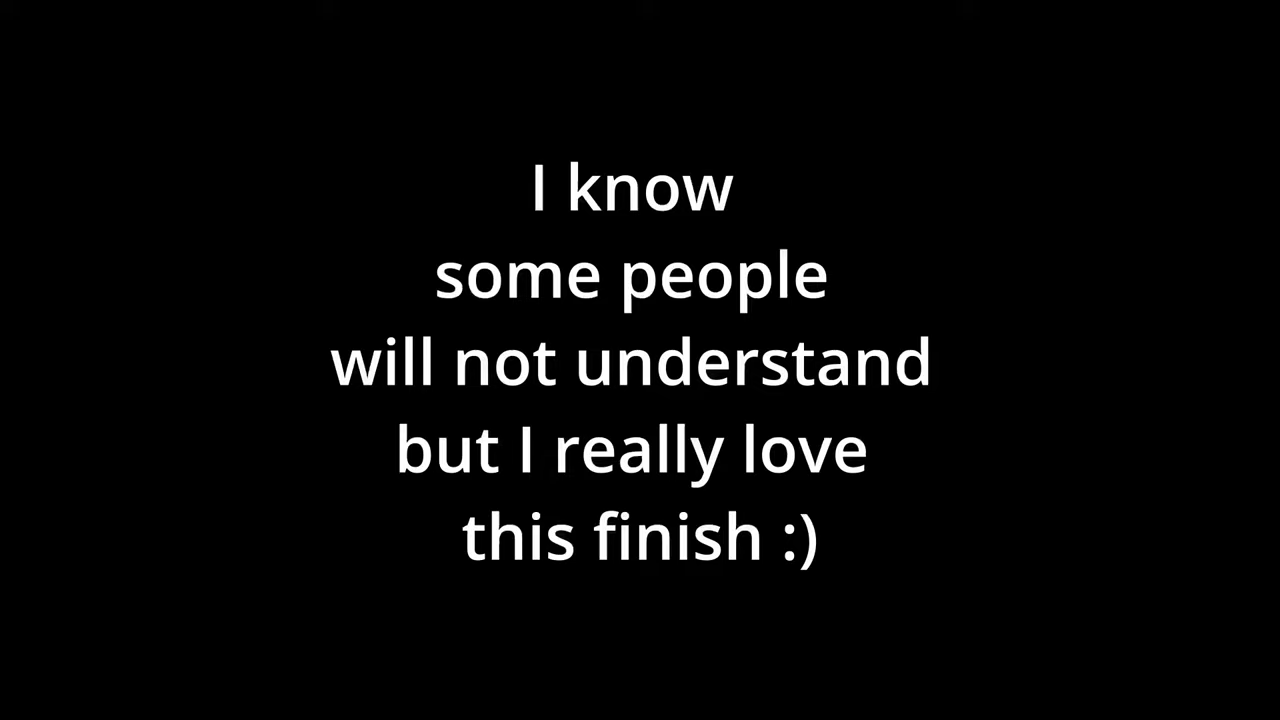 I know
some people
will not understand
but I really love
this finish :)